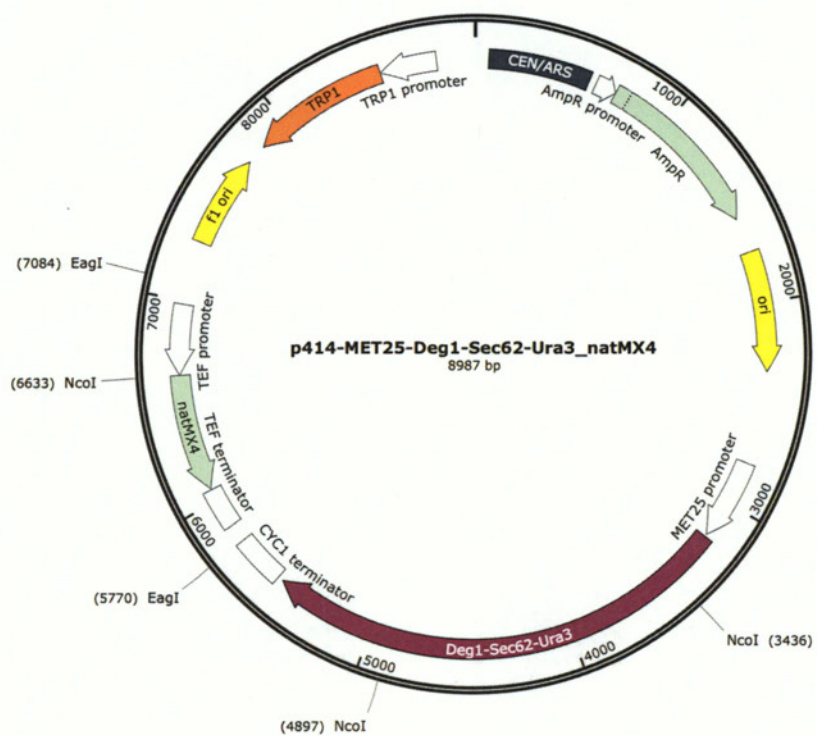 CEN/ARS
TRP1 promoter
TRP1
8000
AmpR promoter
1000
AmpR
f1 ori
(7084) EagI
2000
ori
7000
TEF promoter
p414-MET25-Deg1-Sec62-Ura3_natMX4
8987 bp
(6633) NcoI
natMX4
TEF terminator
MET25 promoter
3000
6000
CYC1 terminator
(5770) EagI
NcoI (3436)
Deg1-Sec62-Ura3
5000
4000
(4897) NcoI